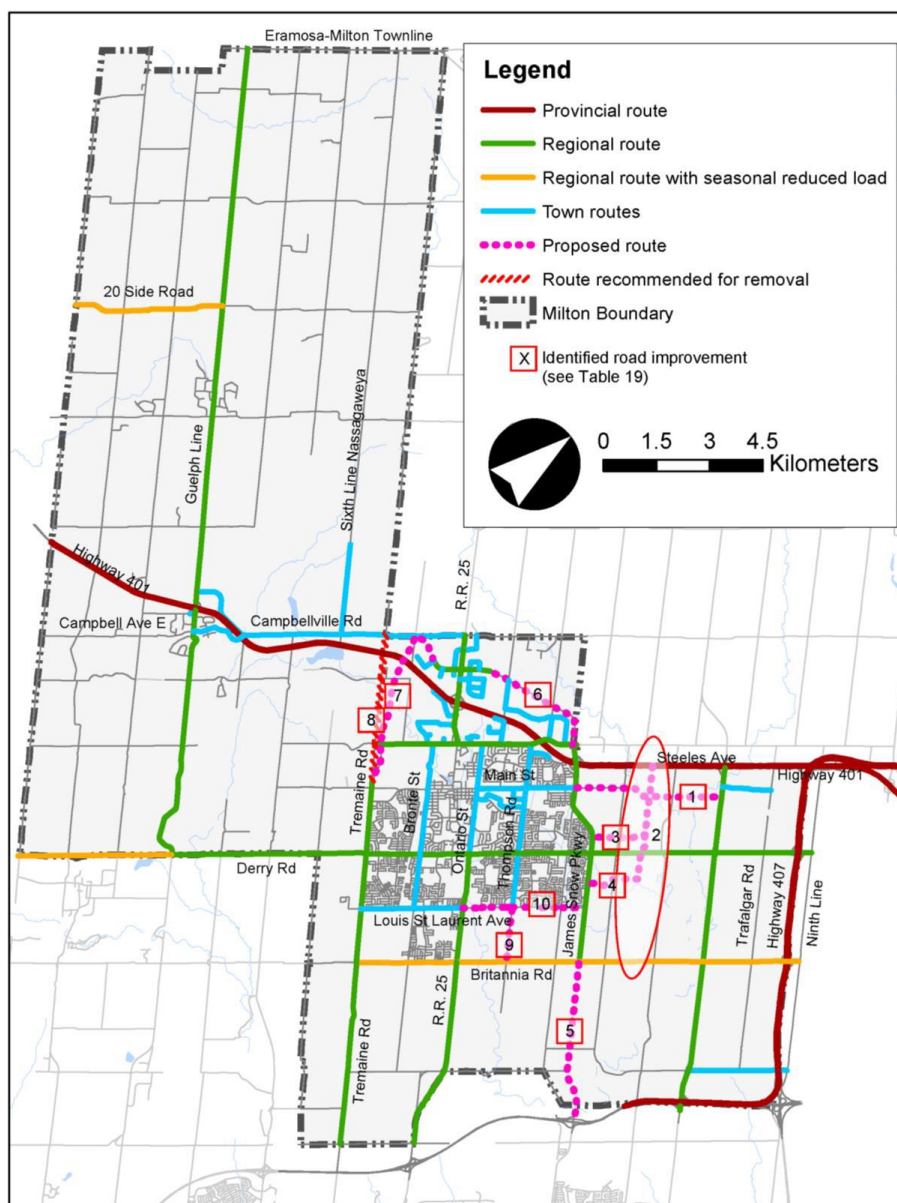 Eramosa-Milton Townline
Legend
Provincial route
Regional route
Regional route with seasonal reduced load
Town routes
Proposed route
Route recommended for removal
Milton Boundary
X Identified road improvement
(see Table 19)
0 1.5 3 4.5
Kilometers
20 Side Road
Guelph Line
Sixth Line Nassagaweya
Highway 401
R.R. 25
Campbell Ave E
Campbellville Rd
7
6
8
Steeles Ave
Highway 401
Tremaine Rd
Bronte St
Main St
1
Ontario St
Thompson Rd
3
2
Derry Rd
4
James Snow Pkwy
Trafalgar Rd
Highway 407
Ninth Line
10
Louis St Laurent Ave
9
Britannia Rd
R.R. 25
Tremaine Rd
5